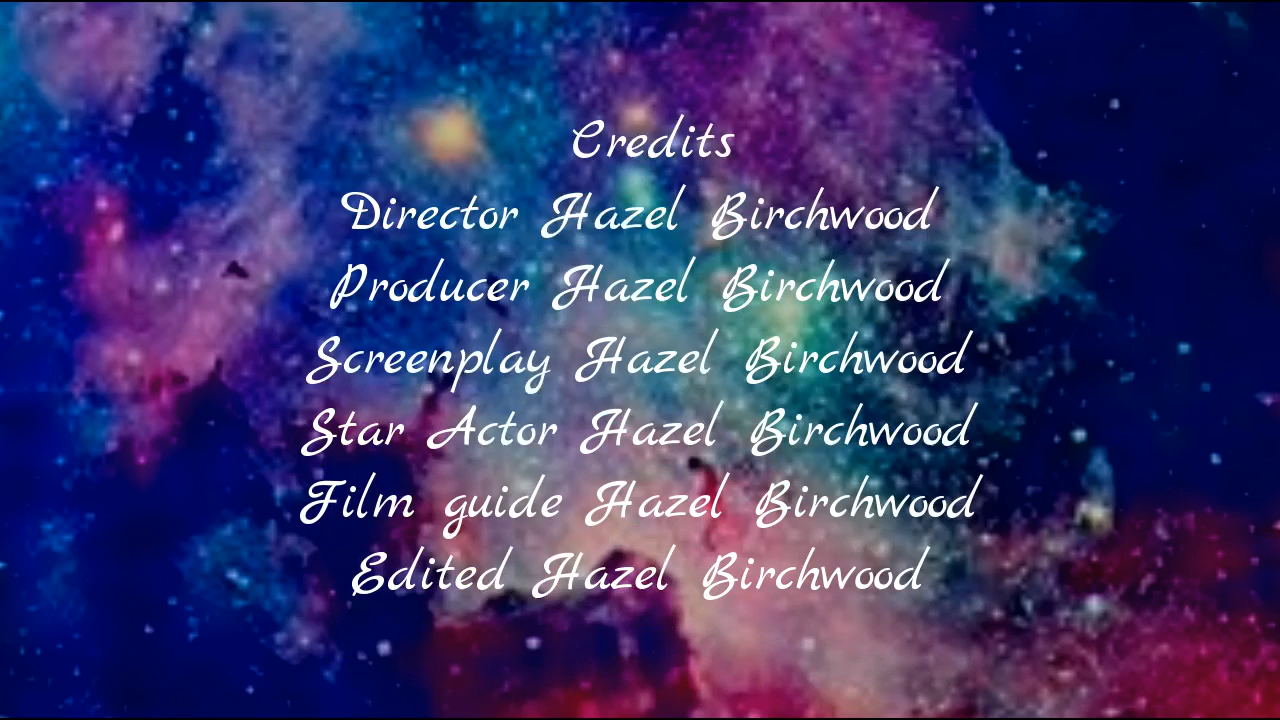 Credits
Director Hazel Birchwood
Producer Hazel Birchwood
Screenplay Hazel Birchwood
Star Actor Hazel Birchwood
Film guide Hazel Birchwood
Edited Hazel Birchwood